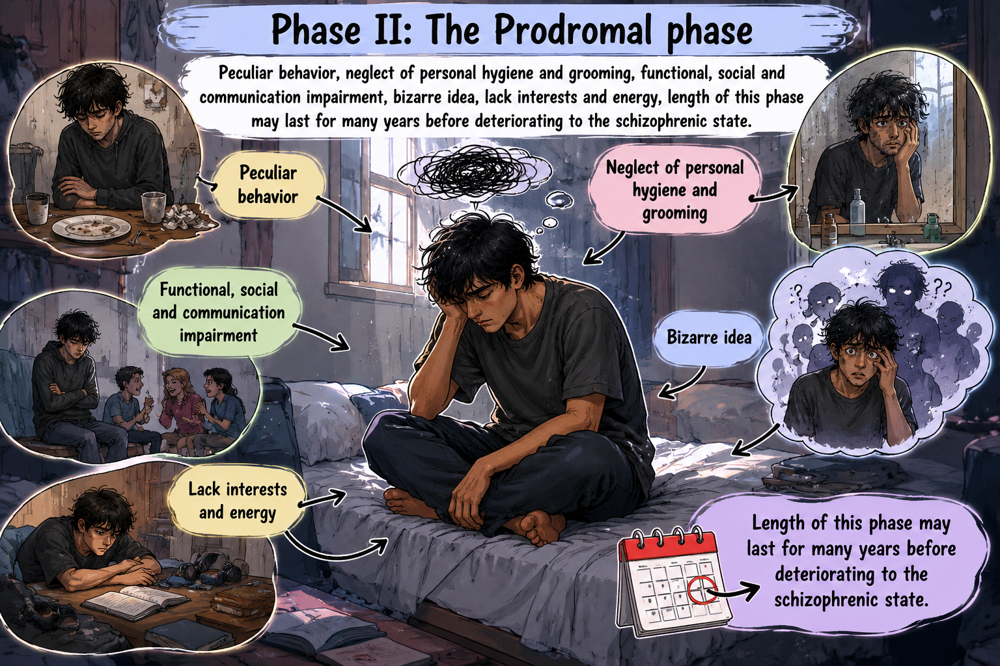 Phase II: The Prodromal phase
Peculiar behavior, neglect of personal hygiene and grooming, functional, social and
communication impairment, bizarre idea, lack interests and energy, length of this phase
may last for many years before deteriorating to the schizophrenic state.
Peculiar
behavior
Neglect of personal
hygiene and
grooming
Functional, social
and communication
impairment
Bizarre idea
?
??
Lack interests
and energy
Length of this phase may
last for many years before
deteriorating to the
schizophrenic state.